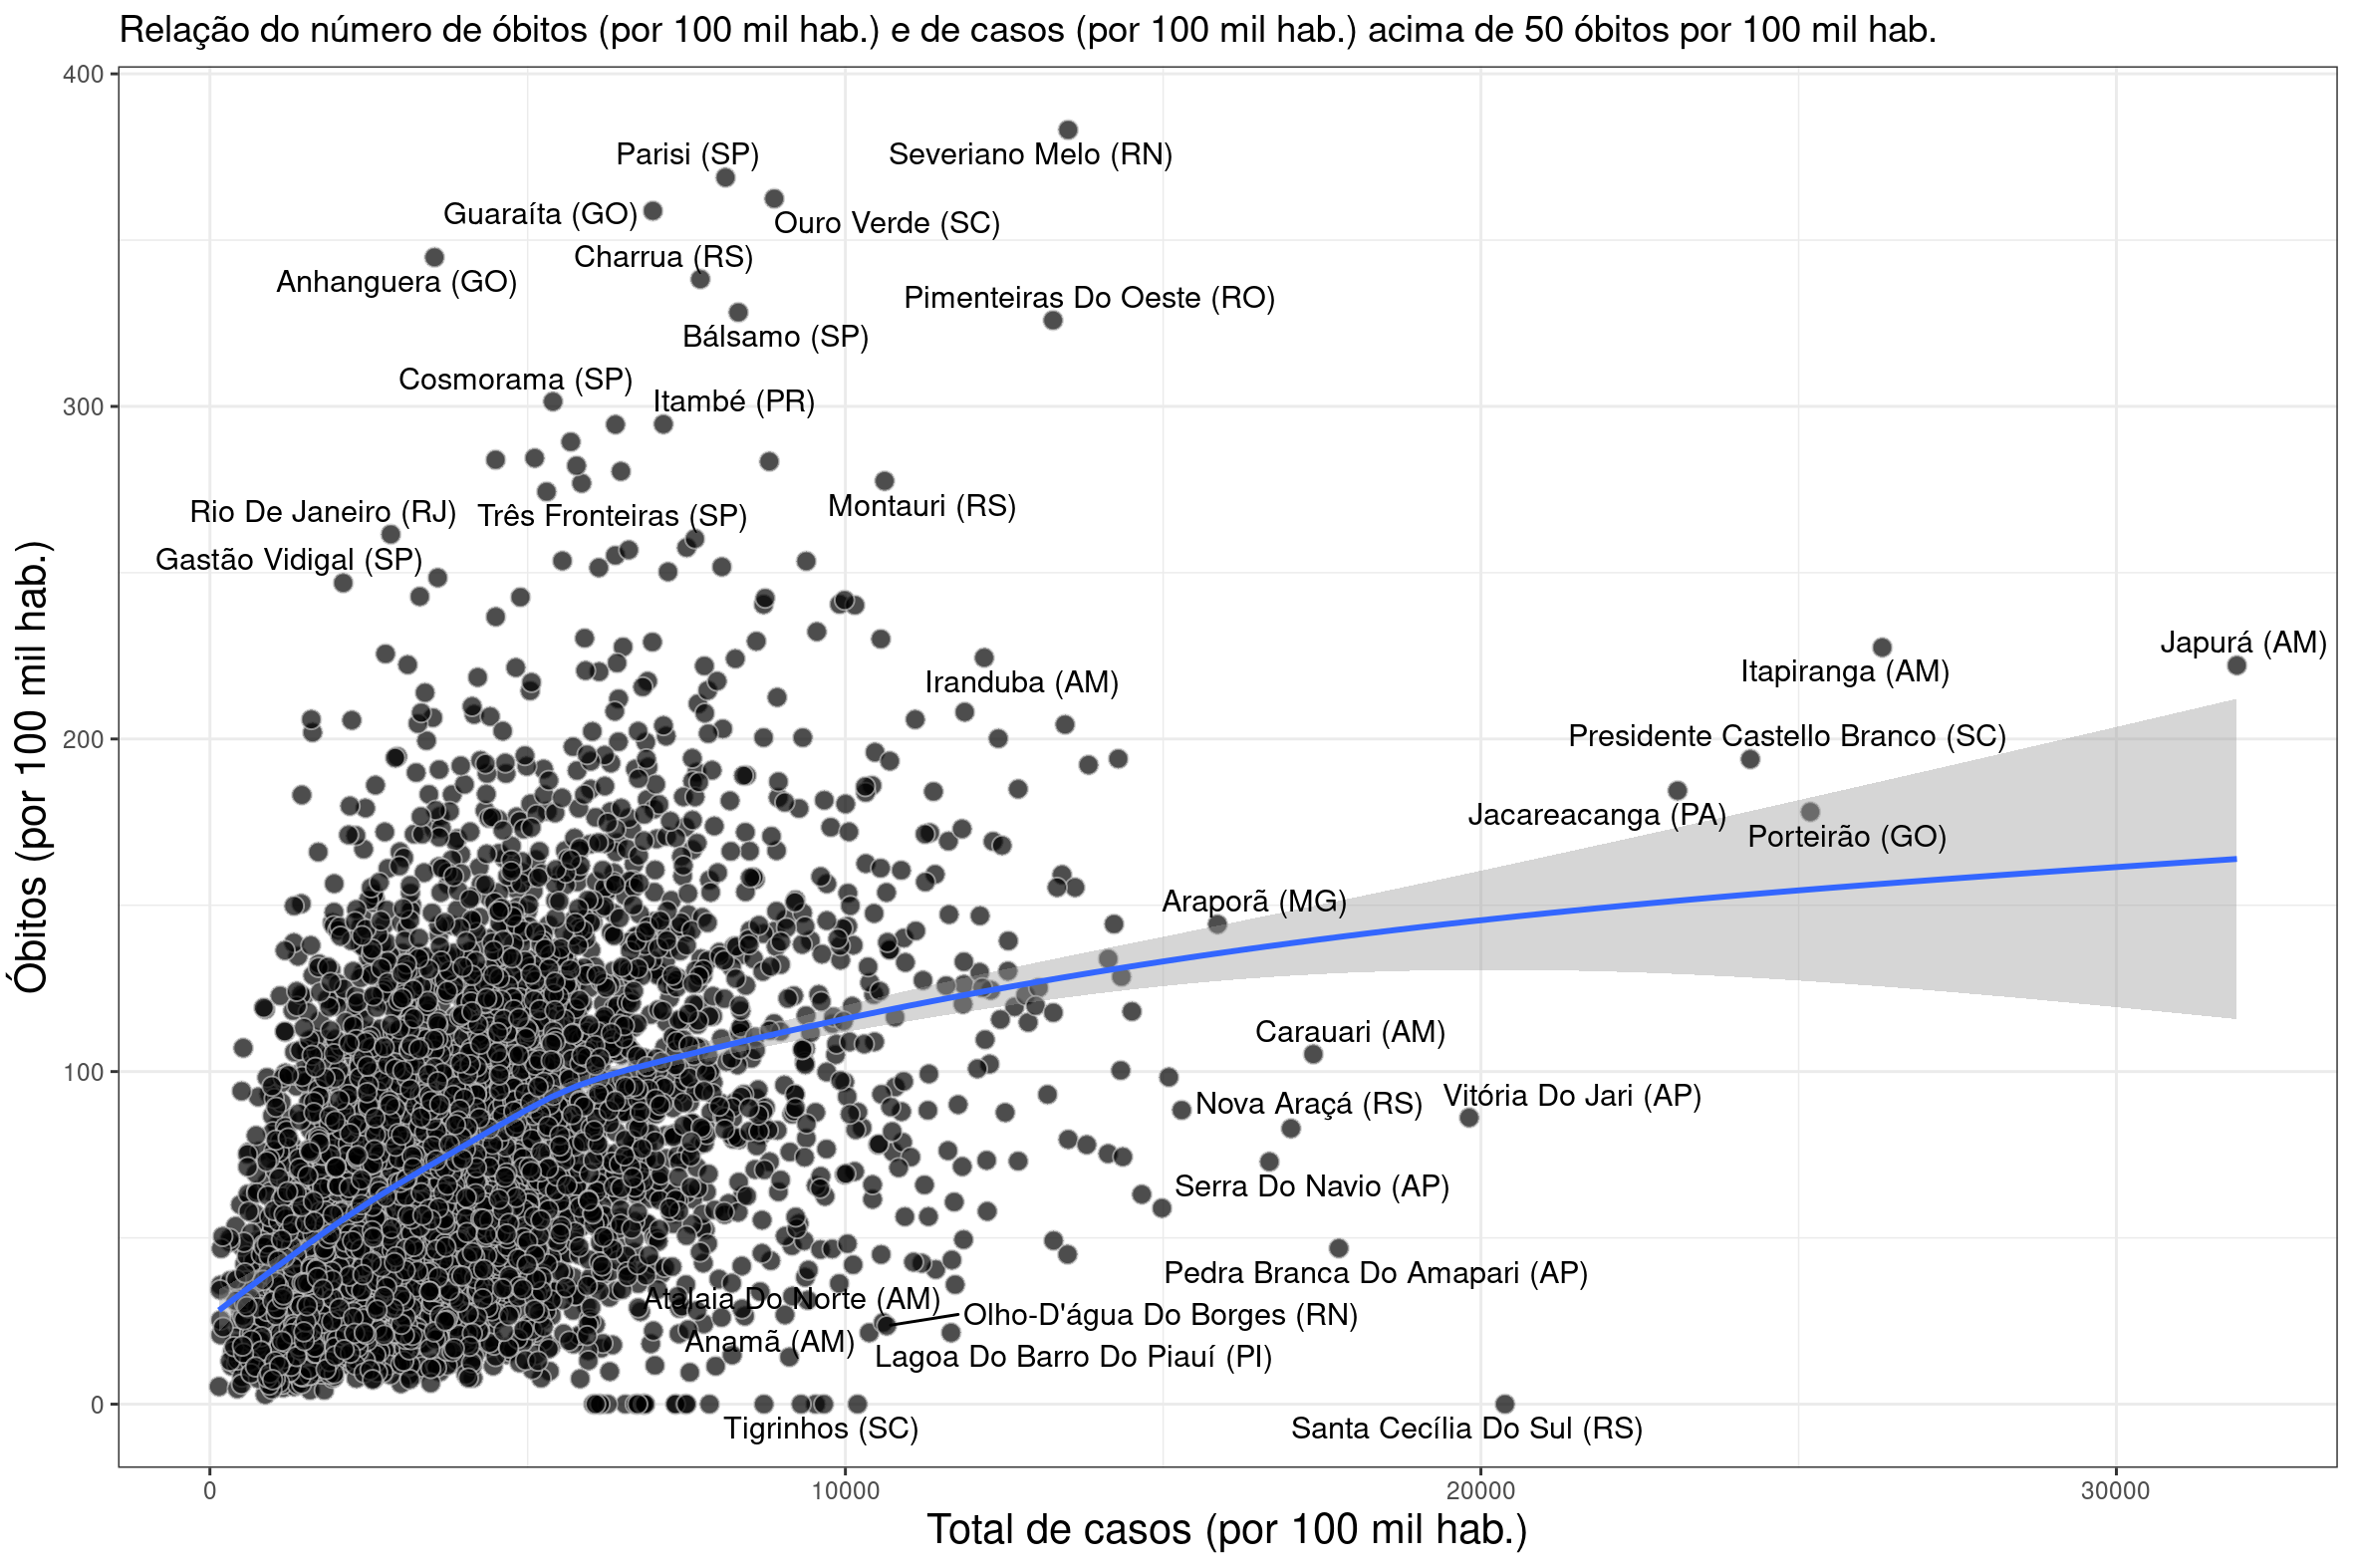 Relação do número de óbitos (por 100 mil hab.) e de casos (por 100 mil hab.) acima de 50 óbitos por 100 mil hab.
400
Severiano Melo (RN)
Parisi (SP)
Guaraíta (GO)
Ouro Verde (SC)
Charrua (RS)
Anhanguera (GO)
Pimenteiras Do Oeste (RO)
Bálsamo (SP)
Cosmorama (SP)
300
Itambé (PR)
Montauri (RS)
Rio De Janeiro (RJ)
Três Fronteiras (SP)
Gastão Vidigal (SP)
Japurá (AM)
Itapiranga (AM)
Iranduba (AM)
200
Presidente Castello Branco (SC)
Jacareacanga (PA)
Porteirão (GO)
Araporã (MG)
Carauari (AM)
100
Vitória Do Jari (AP)
Nova Araçá (RS)
Serra Do Navio (AP)
Pedra Branca Do Amapari (AP)
Atalaia Do Norte (AM)
Olho-D'água Do Borges (RN)
Anamã (AM)
Lagoa Do Barro Do Piauí (PI)
0
Tigrinhos (SC)
Santa Cecília Do Sul (RS)
0
10000
20000
30000
Total de casos (por 100 mil hab.)
Óbitos (por 100 mil hab.)